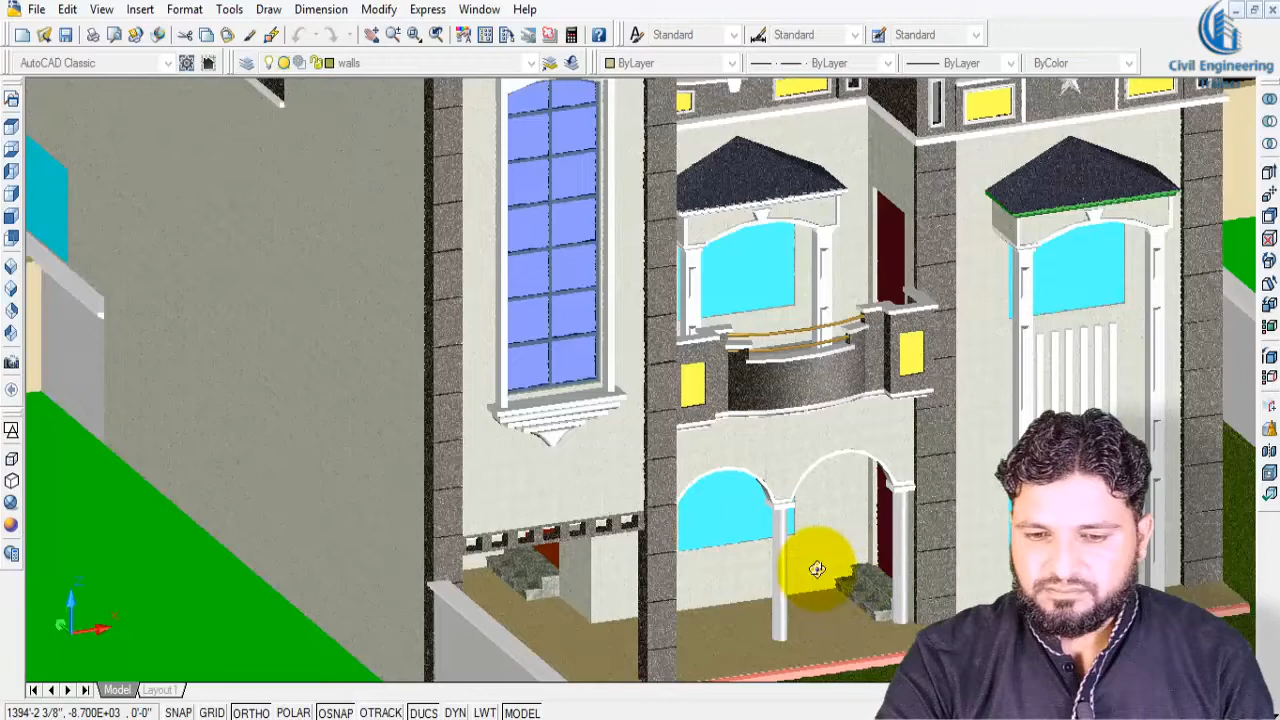 File Edit View Insert Format Tools Draw Dimension Modify Express Window Help
Standard Standard Standard
AutoCAD Classic walls ByLayer ByLayer ByLayer ByColor
Civil Engineering
Z
X
Model Layout1
1394'-2 3/8", -8.700E+03 , 0'-0" SNAP GRID ORTHO POLAR OSNAP OTRACK DUCS DYN LWT MODEL